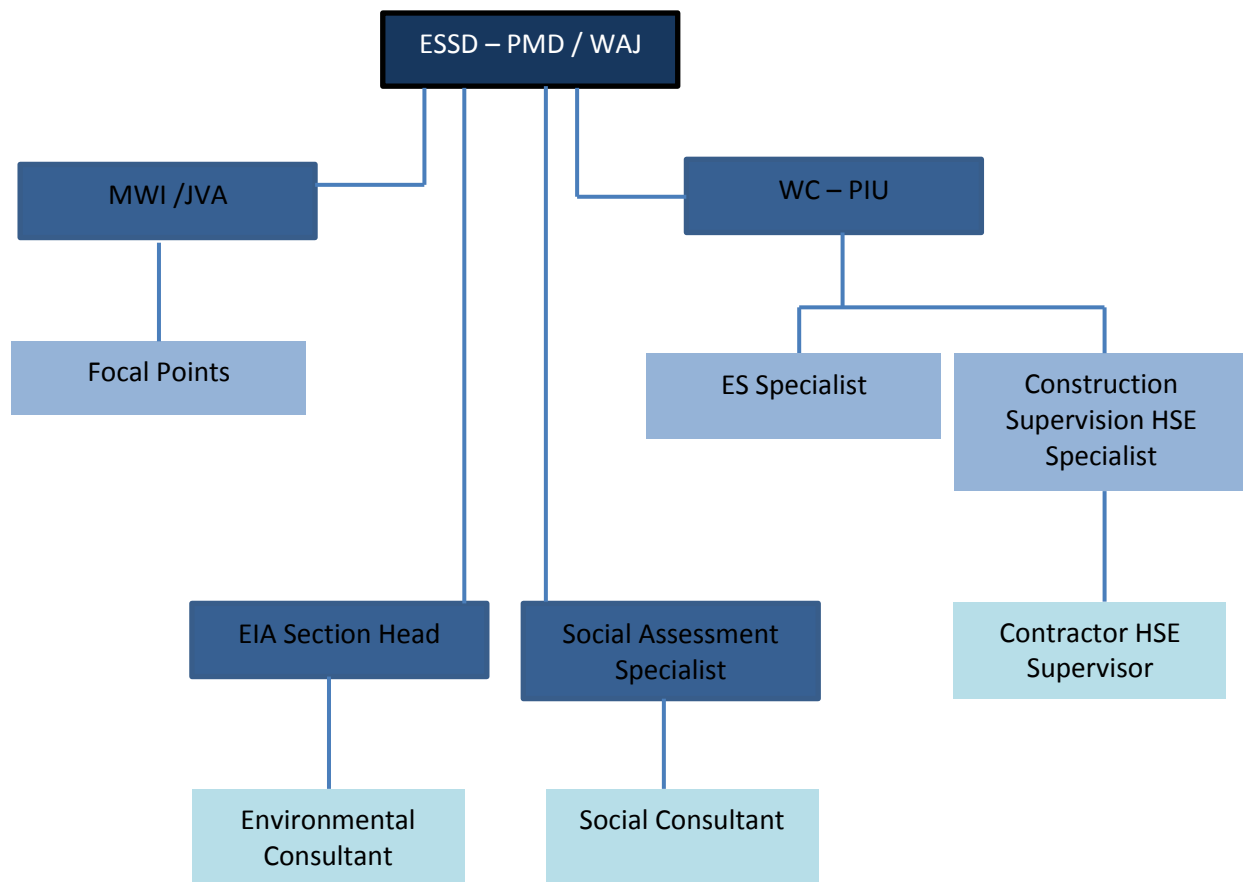 ESSD – PMD / WAJ
MWI /JVA
WC – PIU
Focal Points
ES Specialist
Construction
Supervision HSE
Specialist
EIA Section Head
Social Assessment
Specialist
Contractor HSE
Supervisor
Environmental
Consultant
Social Consultant